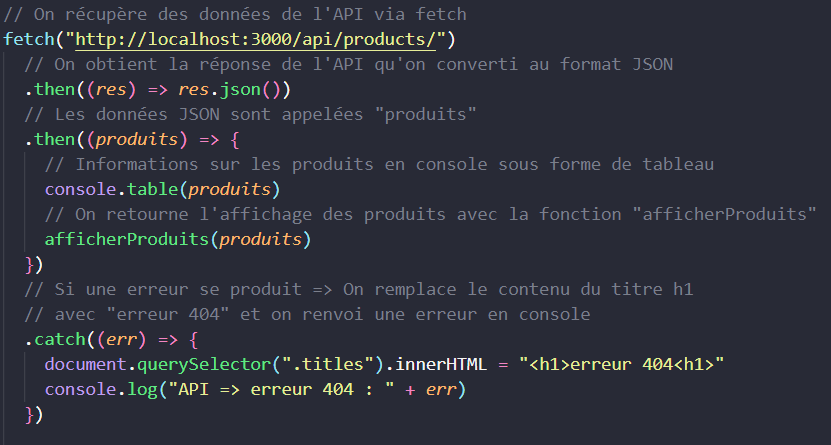 // On récupère des données de l'API via fetch
fetch("http://localhost:3000/api/products/")
// On obtient la réponse de l'API qu'on converti au format JSON
.then((res) => res.json())
// Les données JSON sont appelées "produits"
.then((produits) => {
// Informations sur les produits en console sous forme de tableau
console.table(produits)
// On retourne l'affichage des produits avec la fonction "afficherProduits"
afficherProduits(produits)
})
// Si une erreur se produit => On remplace le contenu du titre h1
// avec "erreur 404" et on renvoi une erreur en console
.catch((err) => {
document.querySelector(".titles").innerHTML = "<h1>erreur 404<h1>"
console.log("API => erreur 404 : " + err)
})